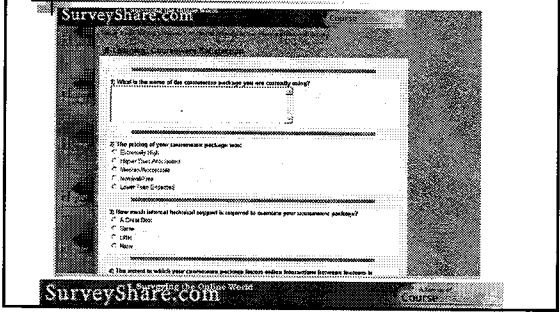 SurveyShare.com
Course
1) What is the name of the courseware package you are currently using?
2) The pricing of your courseware package was:
Extremely High
Higher Than Anticipated
Medium/Acceptable
Nominal/Free
Lower Than Expected
3) How much internal technical support is required to maintain your courseware package?
A Great Deal
Some
Little
None
4) The extent to which your courseware package fosters online interactions between learners is
Surveying the Online World
SurveyShare.com
Course